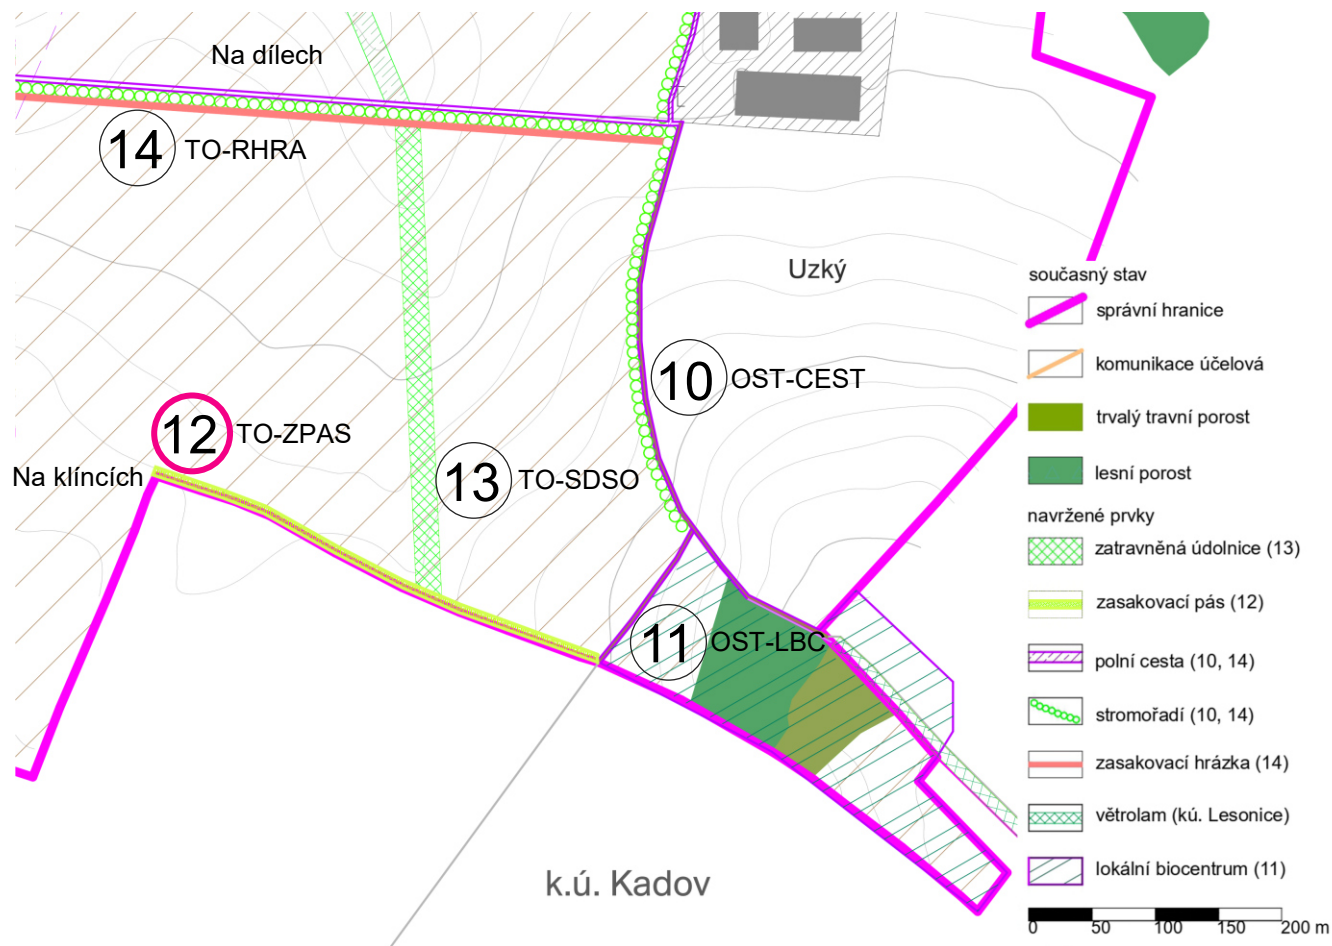 Na dílech
14 TO-RHRA
Uzký
10 OST-CEST
12 TO-ZPAS
Na klíncích
13 TO-SDSO
11 OST-LBC
k.ú. Kadov
současný stav
správní hranice
komunikace účelová
trvalý travní porost
lesní porost
navržené prvky
zatravněná údolnice (13)
zasakovací pás (12)
polní cesta (10, 14)
stromořadí (10, 14)
zasakovací hrázka (14)
větrolam (kú. Lesonice)
lokální biocentrum (11)
0 50 100 150 200 m